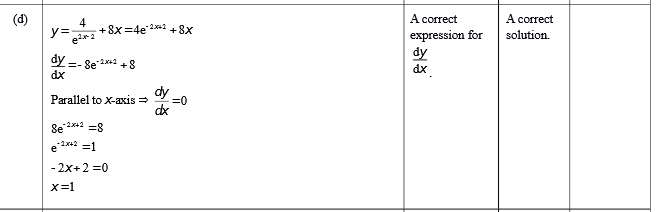 (d)
y = 4/e^(2x-2) + 8x = 4e^(-2x+2) + 8x
dy/dx = - 8e^(-2x+2) + 8
Parallel to x-axis ⇒ dy/dx = 0
8e^(-2x+2) = 8
e^(-2x+2) = 1
- 2x + 2 = 0
x = 1
A correct
expression for
dy/dx .
A correct
solution.